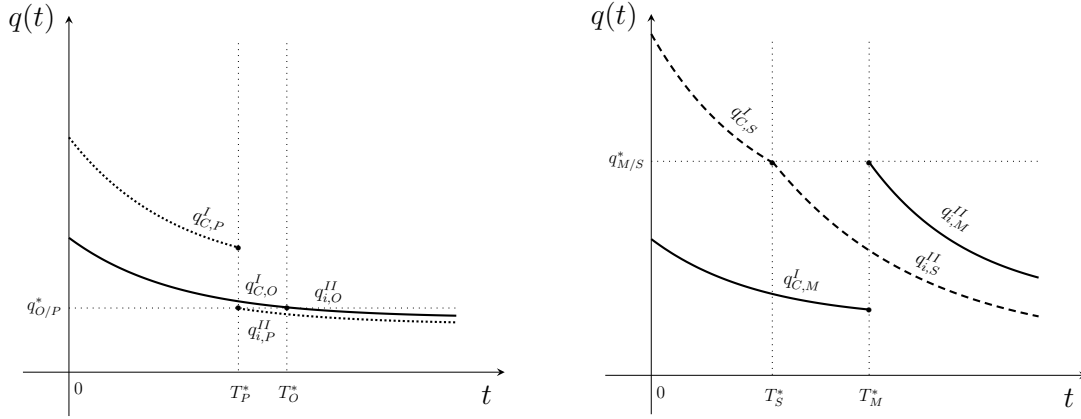 q(t)
q^I_{C,P}
q^I_{C,O}
q^{II}_{i,O}
q^*_{O/P}
q^{II}_{i,P}
0
T^*_P
T^*_O
t
q(t)
q^I_{C,S}
q^*_{M/S}
q^{II}_{i,M}
q^{II}_{i,S}
q^I_{C,M}
0
T^*_S
T^*_M
t